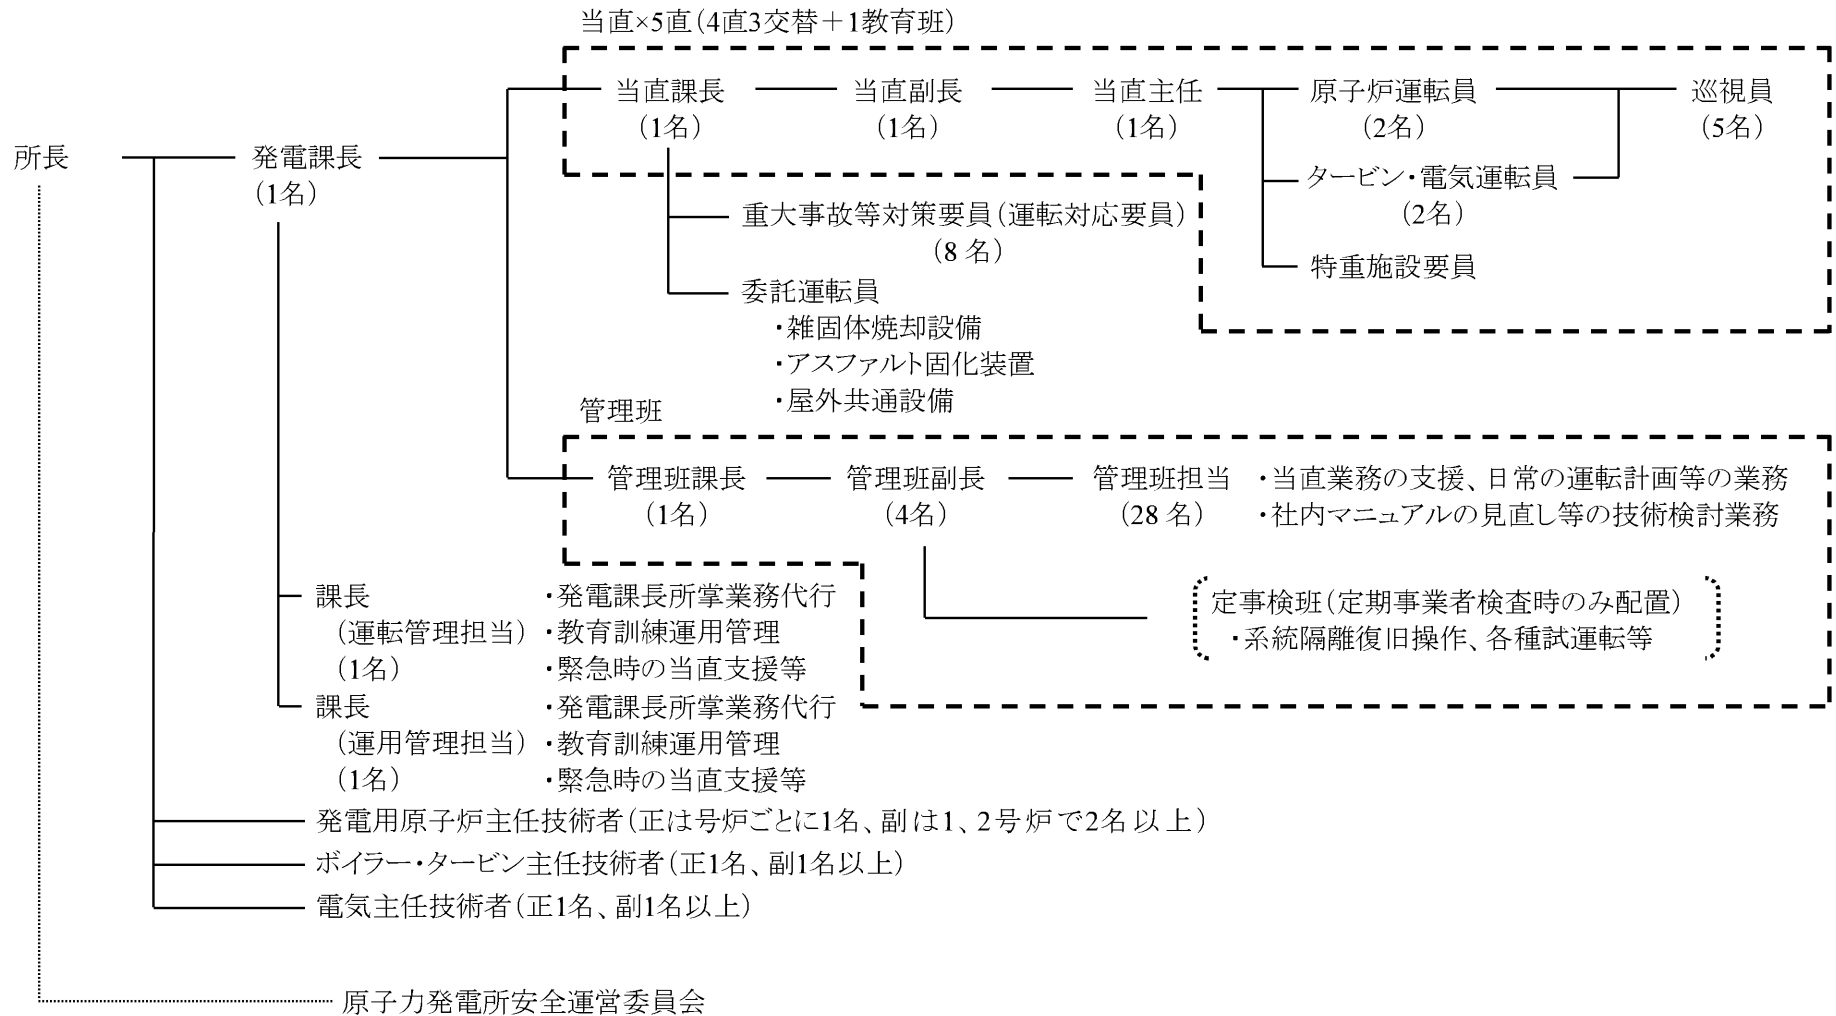 当直×5直(4直3交替＋1教育班)
所長
発電課長
(1名)
当直課長
(1名)
当直副長
(1名)
当直主任
(1名)
原子炉運転員
(2名)
巡視員
(5名)
タービン・電気運転員
(2名)
特重施設要員
重大事故等対策要員(運転対応要員)
(8 名)
委託運転員
・雑固体焼却設備
・アスファルト固化装置
・屋外共通設備
管理班
管理班課長
(1名)
管理班副長
(4名)
管理班担当
(28 名)
・当直業務の支援、日常の運転計画等の業務
・社内マニュアルの見直し等の技術検討業務
定事検班(定期事業者検査時のみ配置)
・系統隔離復旧操作、各種試運転等
課長
(運転管理担当)
(1名)
・発電課長所掌業務代行
・教育訓練運用管理
・緊急時の当直支援等
課長
(運用管理担当)
(1名)
・発電課長所掌業務代行
・教育訓練運用管理
・緊急時の当直支援等
発電用原子炉主任技術者(正は号炉ごとに1名、副は1、2号炉で2名以上)
ボイラー・タービン主任技術者(正1名、副1名以上)
電気主任技術者(正1名、副1名以上)
原子力発電所安全運営委員会